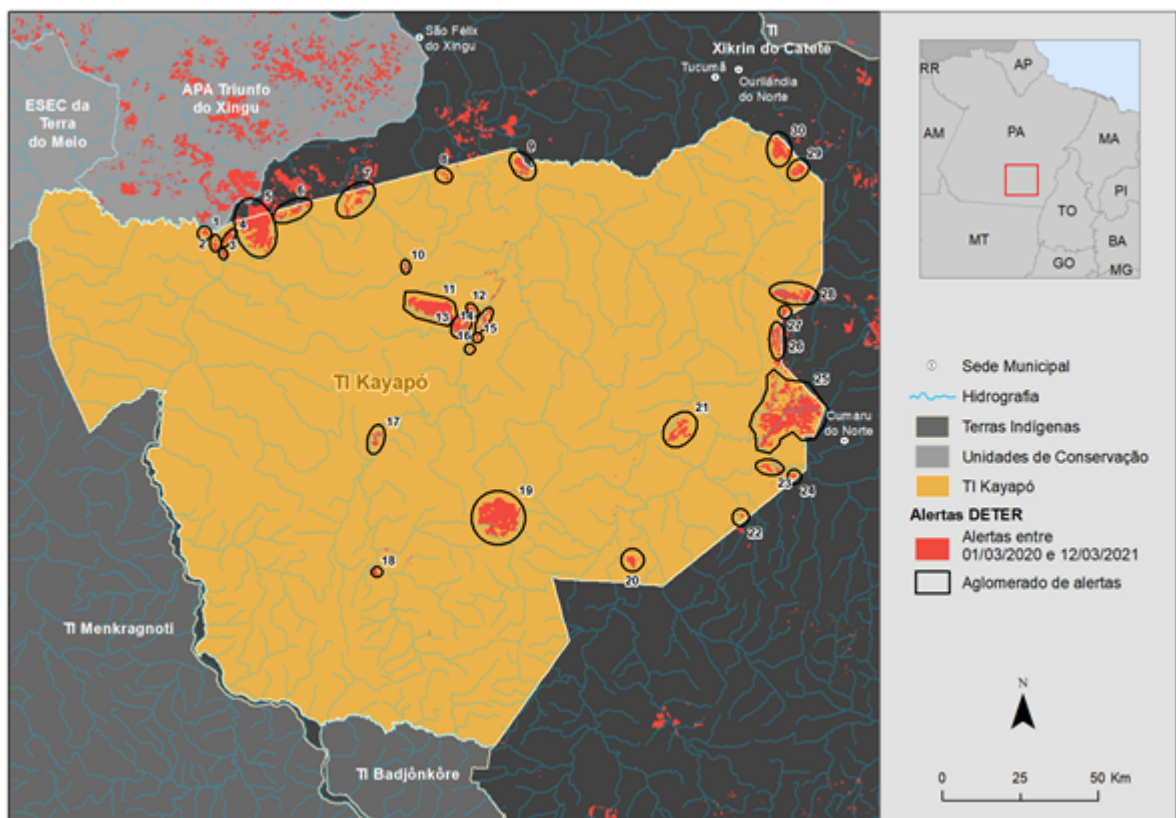 São Félix
do Xingu
TI
Xikrin do Catete
Tucumã
Ourilândia
do Norte
APA Triunfo
do Xingu
ESEC da
Terra
do Meio
30
29
9
8
7
6
5
4
1
2
3
10
11
12
13
14
15
16
28
27
26
25
Cumaru
do Norte
TI Kayapó
17
21
23
24
19
22
18
20
TI Menkragnoti
TI Badjônkôre
RR
AP
AM
PA
MA
PI
TO
MT
BA
GO
MG
Sede Municipal
Hidrografia
Terras Indígenas
Unidades de Conservação
TI Kayapó
Alertas DETER
Alertas entre
01/03/2020 e 12/03/2021
Aglomerado de alertas
N
0 25 50 Km